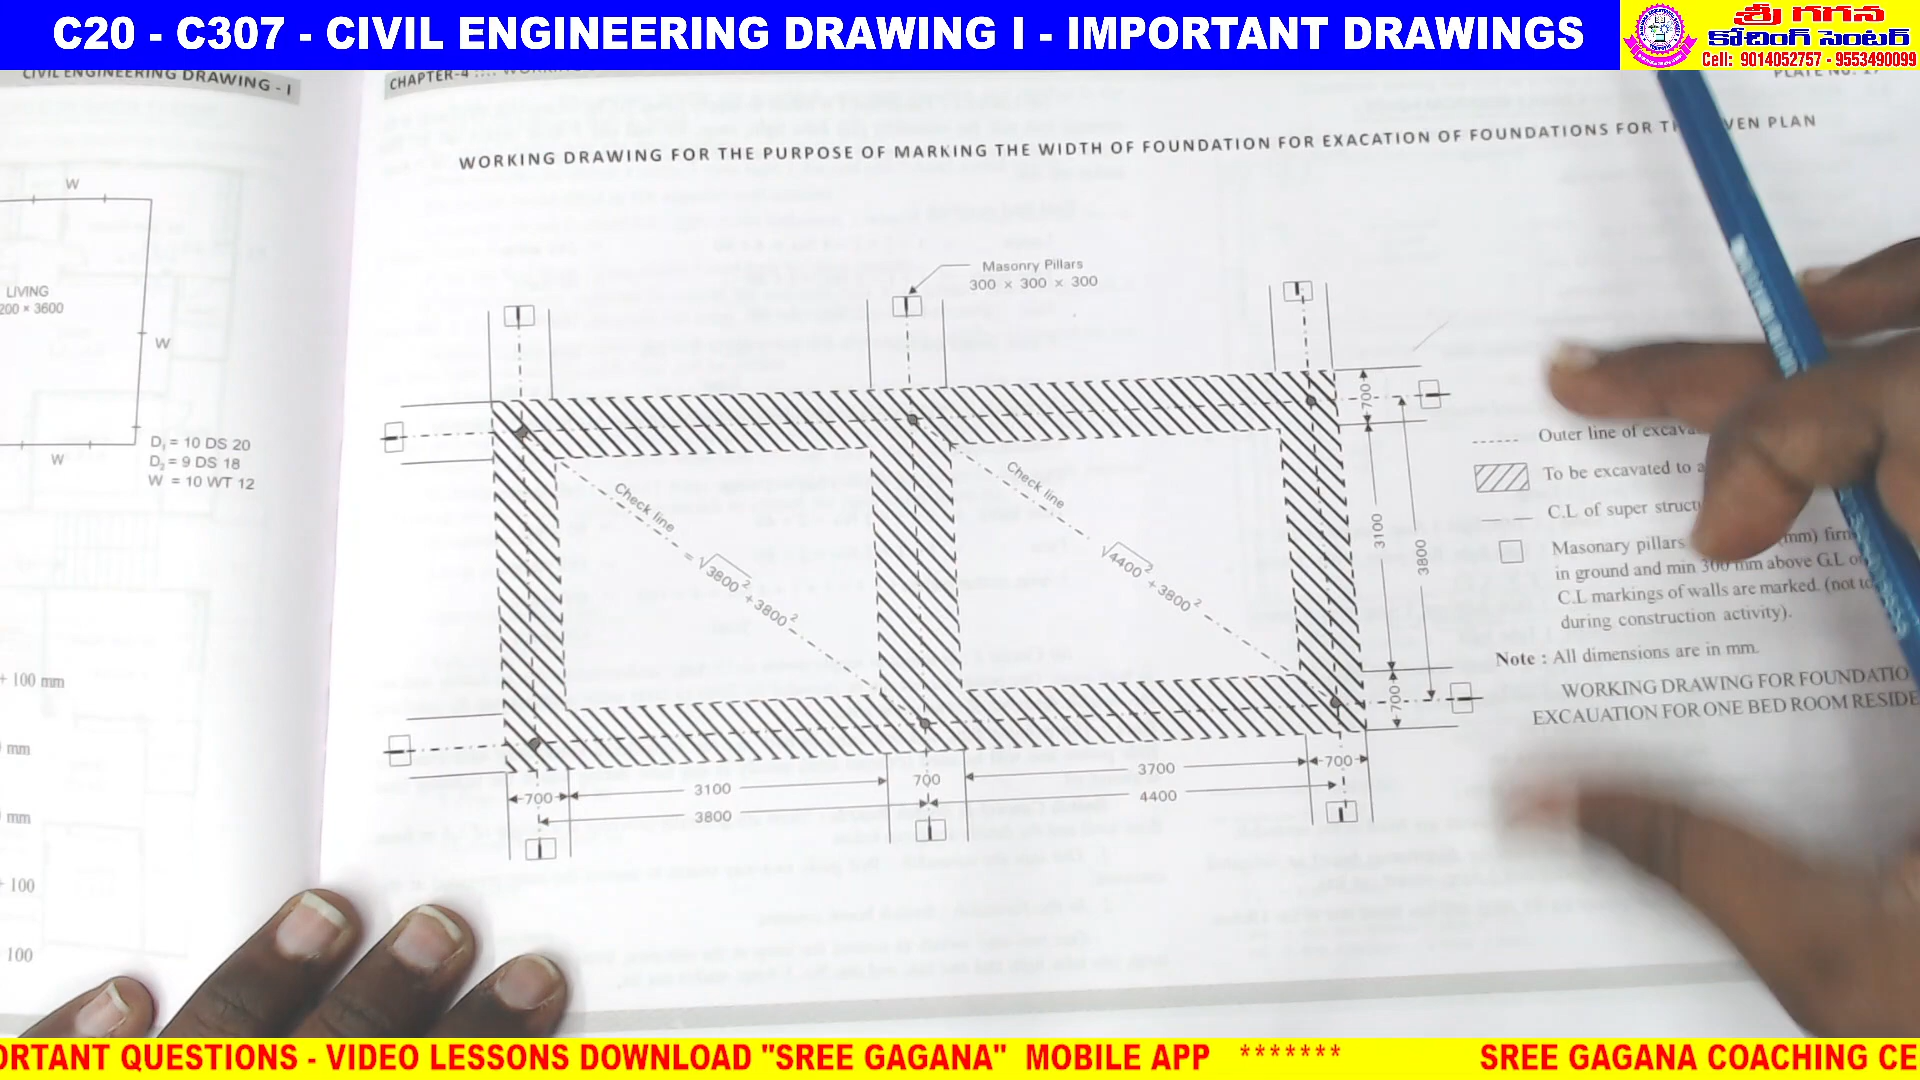 C20 - C307 - CIVIL ENGINEERING DRAWING I - IMPORTANT DRAWINGS
శ్రీ గగన
కోచింగ్ సెంటర్
Cell: 9014052757 - 9553490099
CIVIL ENGINEERING DRAWING - I
CHAPTER-4
PLATE NO.
WORKING DRAWING FOR THE PURPOSE OF MARKING THE WIDTH OF FOUNDATION FOR EXACATION OF FOUNDATIONS FOR PLAN
W
LIVING
200 × 3600
W
W
D₁ = 10 DS 20
D₂ = 9 DS 18
W = 10 WT 12
+ 100 mm
mm
mm
+ 100
100
Masonry Pillars
300 × 300 × 300
Check line
= √3800² + 3800²
Check line
√4400² + 3800²
700
3100
3800
700
700
3100
700
3700
700
3800
4400
Outer line of
To be excavated to
C.L of super
Masonary pillars mm) firm
in ground and min 300 mm above G.L
C.L markings of walls are marked. (not to
during construction activity).
Note : All dimensions are in mm.
WORKING DRAWING FOR FOUNDATIO
EXCAUATION FOR ONE BED ROOM RESIDE
ORTANT QUESTIONS - VIDEO LESSONS DOWNLOAD "SREE GAGANA" MOBILE APP ******* SREE GAGANA COACHING CE